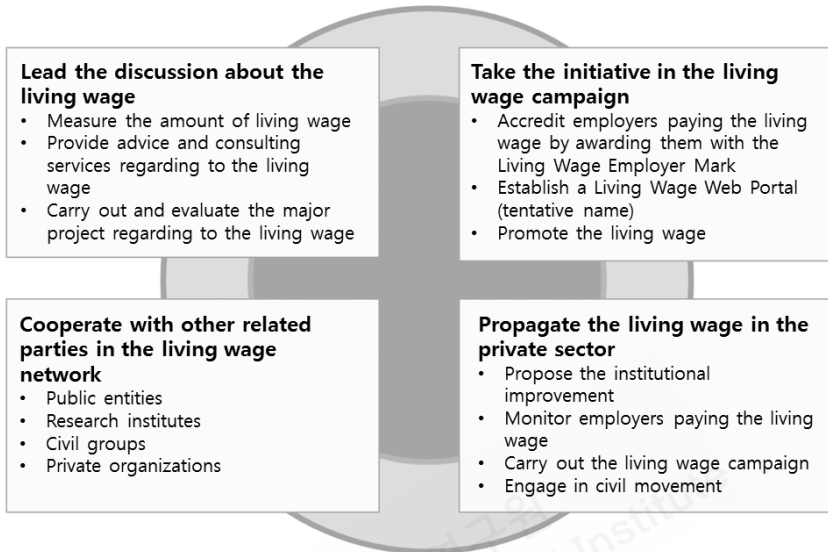 Lead the discussion about the
living wage
• Measure the amount of living wage
• Provide advice and consulting
services regarding to the living
wage
• Carry out and evaluate the major
project regarding to the living wage
Take the initiative in the living
wage campaign
• Accredit employers paying the living
wage by awarding them with the
Living Wage Employer Mark
• Establish a Living Wage Web Portal
(tentative name)
• Promote the living wage
Cooperate with other related
parties in the living wage
network
• Public entities
• Research institutes
• Civil groups
• Private organizations
Propagate the living wage in the
private sector
• Propose the institutional
improvement
• Monitor employers paying the living
wage
• Carry out the living wage campaign
• Engage in civil movement
Institute